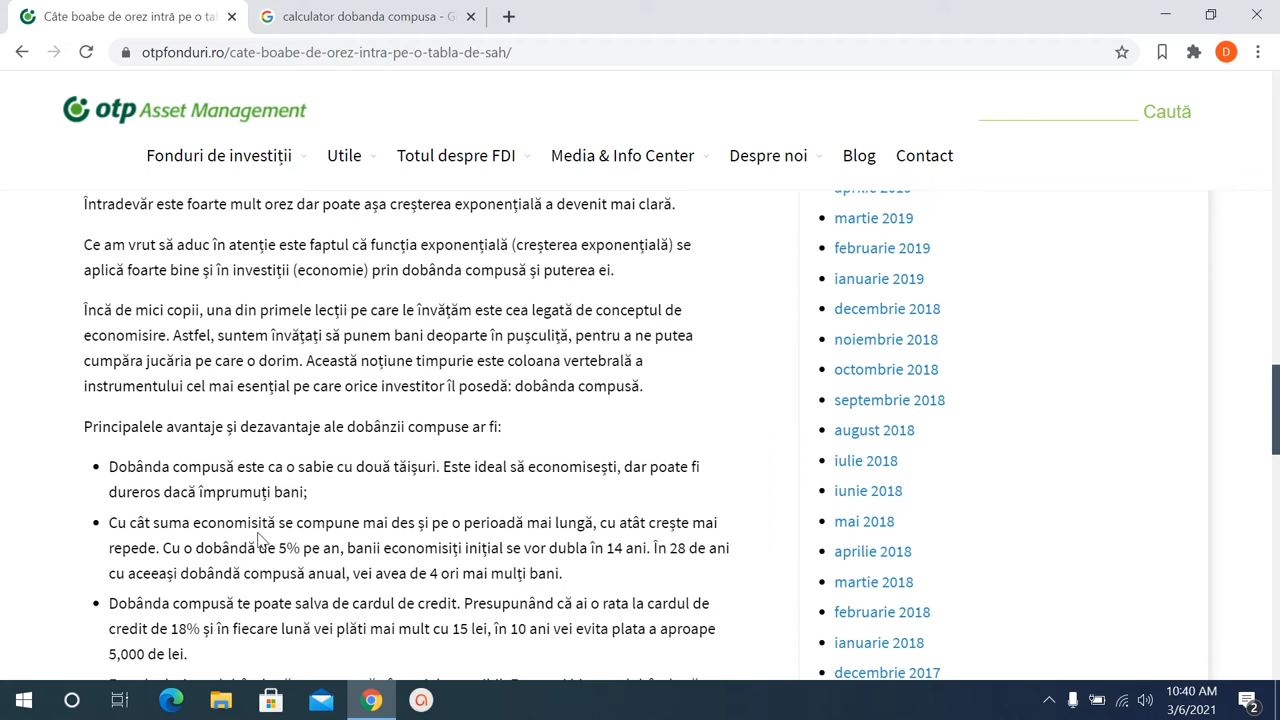 Câte boabe de orez intră pe o ta
calculator dobanda compusa - G
otpfonduri.ro/cate-boabe-de-orez-intra-pe-o-tabla-de-sah/
D
otp Asset Management
Caută
Fonduri de investiții
Utile
Totul despre FDI
Media & Info Center
Despre noi
Blog
Contact
Întradevăr este foarte mult orez dar poate așa creșterea exponențială a devenit mai clară.
Ce am vrut să aduc în atenție este faptul că funcția exponențială (creșterea exponențială) se
aplică foarte bine și în investiții (economie) prin dobânda compusă și puterea ei.
Încă de mici copii, una din primele lecții pe care le învățăm este cea legată de conceptul de
economisire. Astfel, suntem învățați să punem bani deoparte în pușculiță, pentru a ne putea
cumpăra jucăria pe care o dorim. Această noțiune timpurie este coloana vertebrală a
instrumentului cel mai esențial pe care orice investitor îl posedă: dobânda compusă.
Principalele avantaje și dezavantaje ale dobânzii compuse ar fi:
Dobânda compusă este ca o sabie cu două tăișuri. Este ideal să economisești, dar poate fi
dureros dacă împrumuți bani;
Cu cât suma economisită se compune mai des și pe o perioadă mai lungă, cu atât crește mai
repede. Cu o dobândă de 5% pe an, banii economisiți inițial se vor dubla în 14 ani. În 28 de ani
cu aceeași dobândă compusă anual, vei avea de 4 ori mai mulți bani.
Dobânda compusă te poate salva de cardul de credit. Presupunând că ai o rata la cardul de
credit de 18% și în fiecare lună vei plăti mai mult cu 15 lei, în 10 ani vei evita plata a aproape
5,000 de lei.
aprilie 2019
martie 2019
februarie 2019
ianuarie 2019
decembrie 2018
noiembrie 2018
octombrie 2018
septembrie 2018
august 2018
iulie 2018
iunie 2018
mai 2018
aprilie 2018
martie 2018
februarie 2018
ianuarie 2018
decembrie 2017
10:40 AM
3/6/2021
2